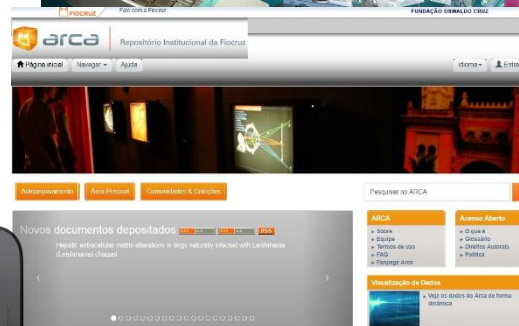 FIOCRUZ Fale com a Fiocruz FUNDAÇÃO OSWALDO CRUZ
arca Repositório Institucional da Fiocruz
Página inicial Navegar Ajuda Idioma Entra
Autoarquivamento Área Pessoal Comunidades & Coleções Pesquisar no ARCA
Novos documentos depositados RSS
Hepatic extracellular matrix alterations in dogs naturally infected with Leishmania
(Leishmania) chagasi
ARCA Acesso Aberto
Sobre O que é
Equipe Glossário
Termos de uso Direitos Autorais
FAQ Política
Fanpage Arca
Visualização de Dados
Veja os dados do Arca de forma
dinâmica